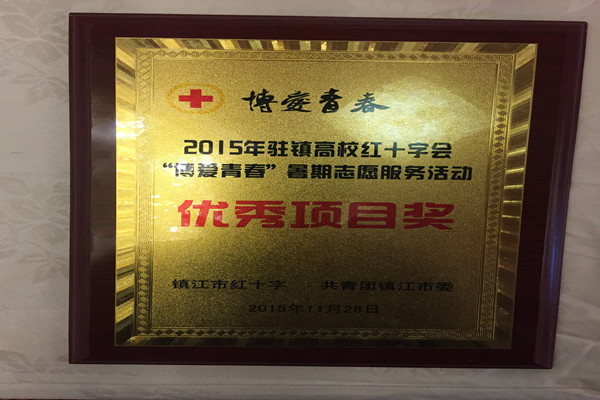 博爱青春
2015年驻镇高校红十字会
“博爱青春”暑期志愿服务活动
优秀项目奖
镇江市红十字 共青团镇江市委
2015年11月26日